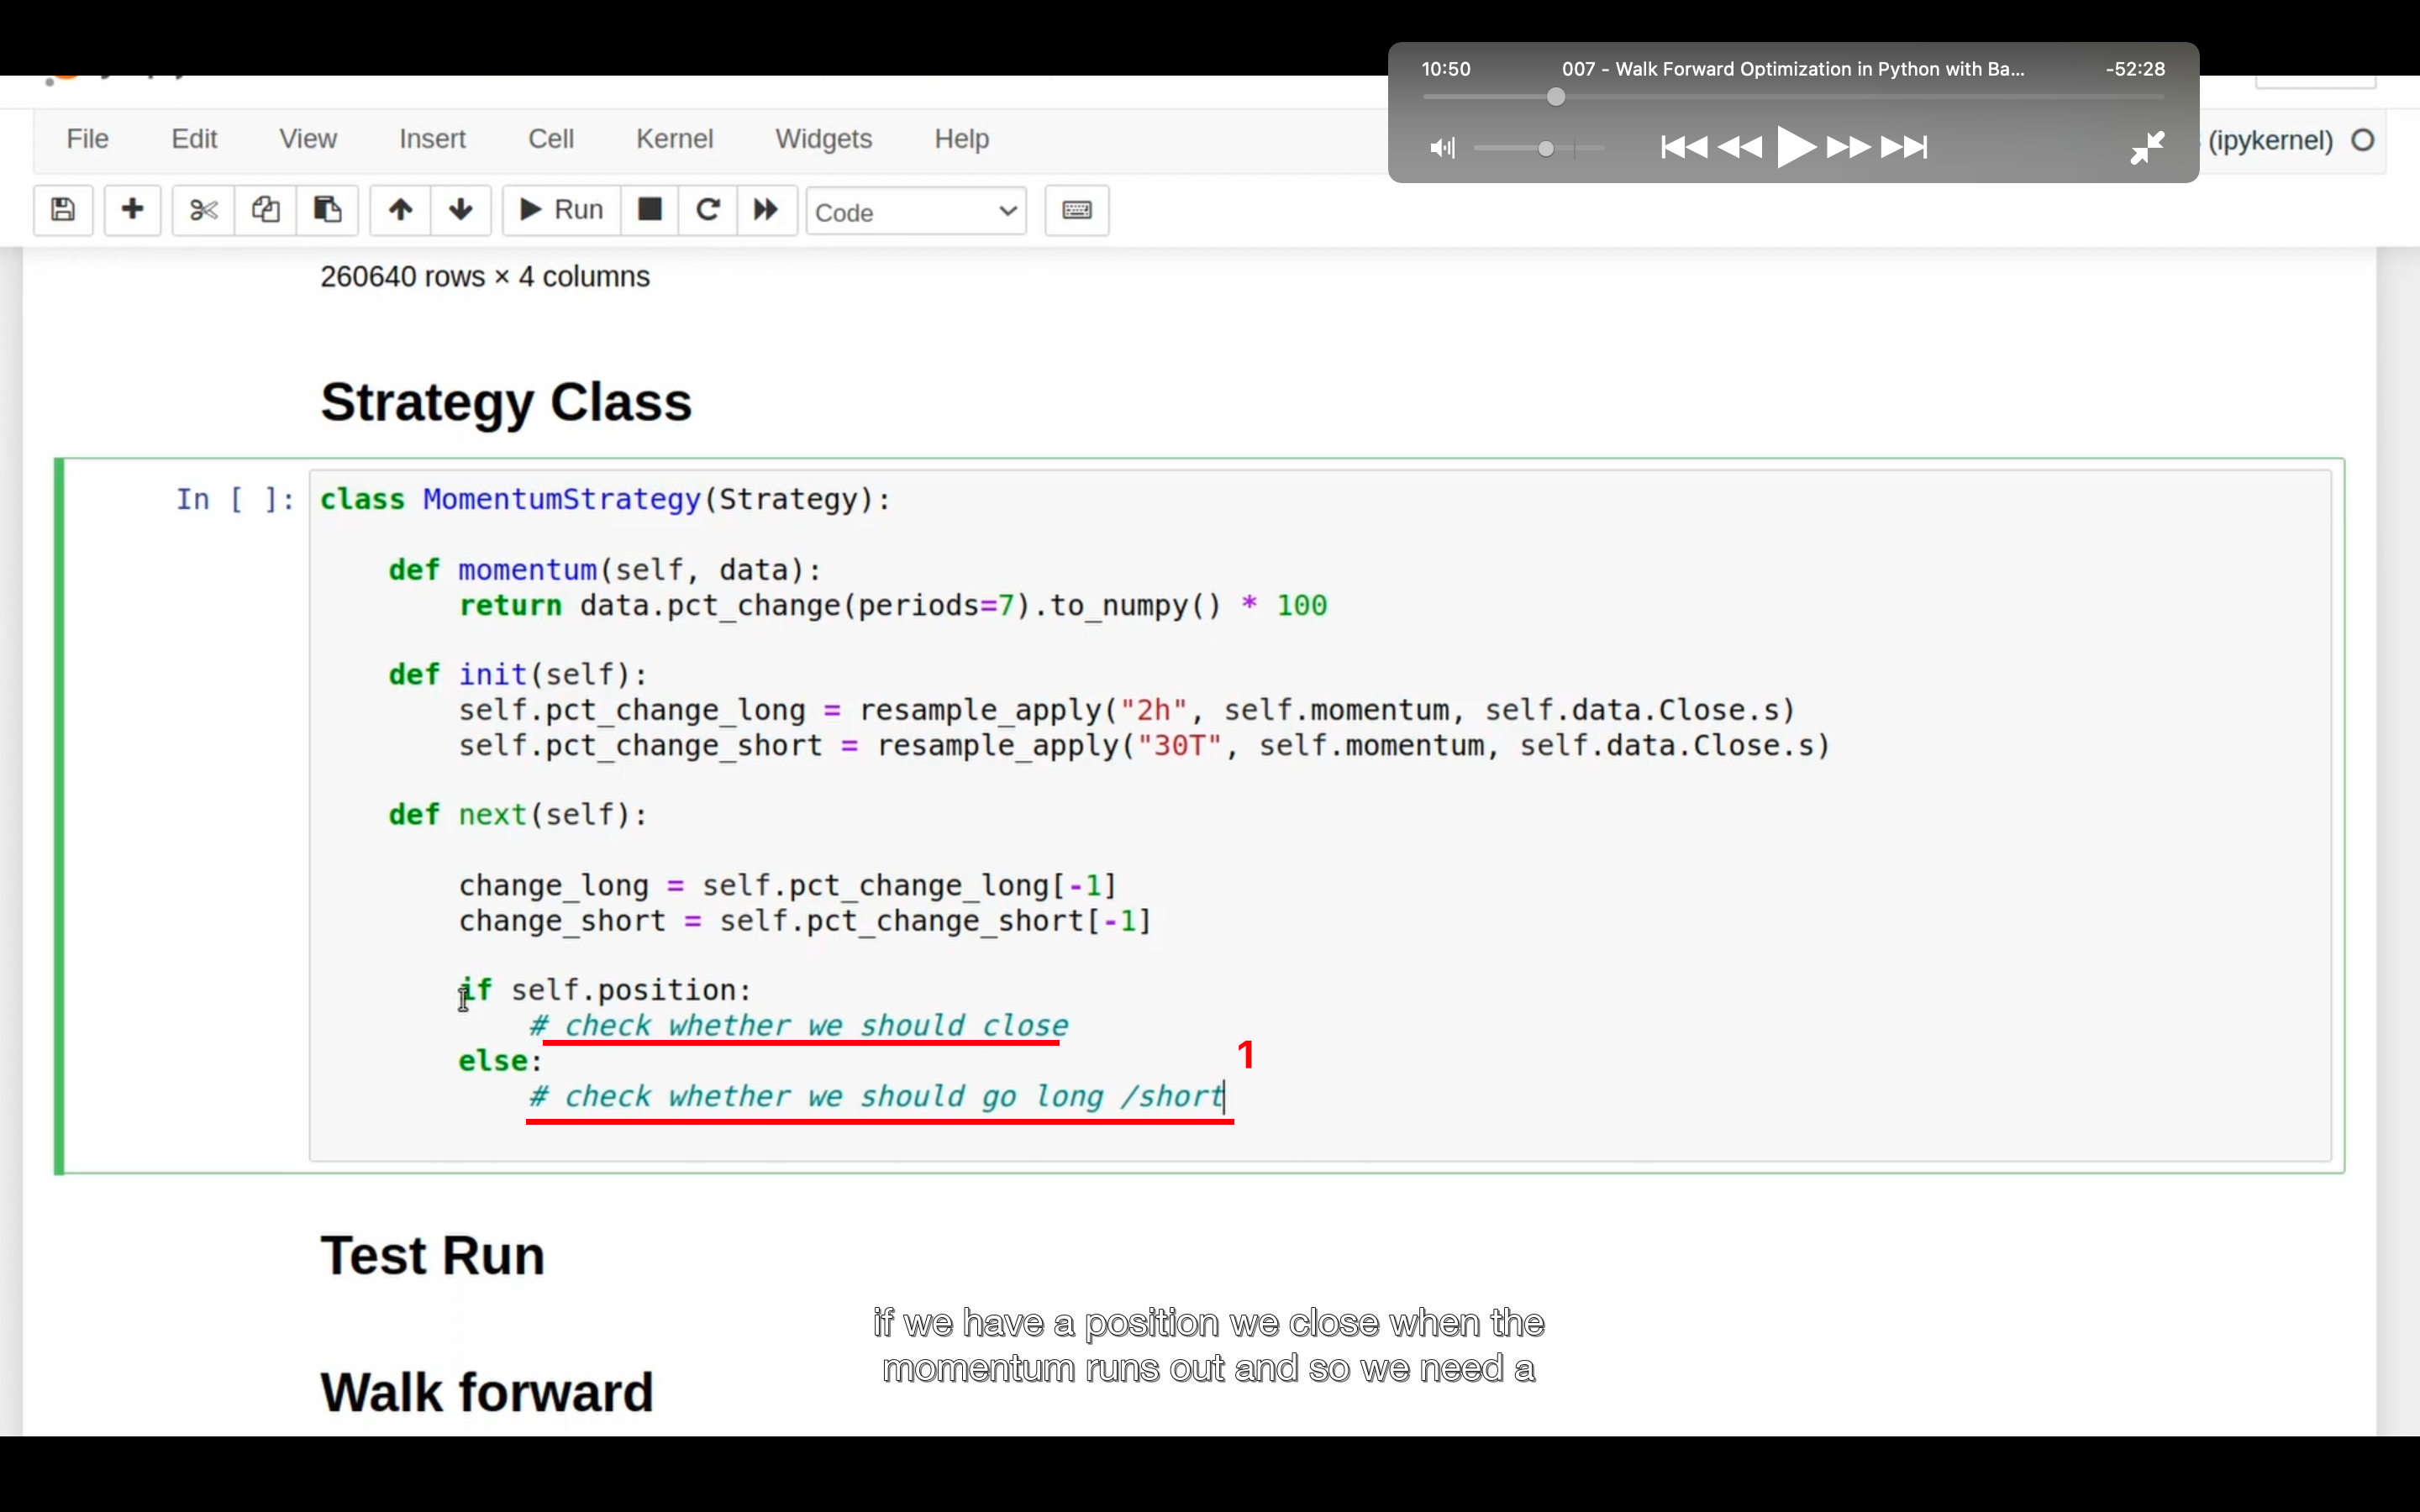 10:50 007 - Walk Forward Optimization in Python with Ba... -52:28
File Edit View Insert Cell Kernel Widgets Help (ipykernel)
Run Code
260640 rows × 4 columns
Strategy Class
In [ ]: class MomentumStrategy(Strategy):
def momentum(self, data):
return data.pct_change(periods=7).to_numpy() * 100
def init(self):
self.pct_change_long = resample_apply("2h", self.momentum, self.data.Close.s)
self.pct_change_short = resample_apply("30T", self.momentum, self.data.Close.s)
def next(self):
change_long = self.pct_change_long[-1]
change_short = self.pct_change_short[-1]
if self.position:
# check whether we should close
else:
1
# check whether we should go long /short
Test Run
if we have a position we close when the
momentum runs out and so we need a
Walk forward